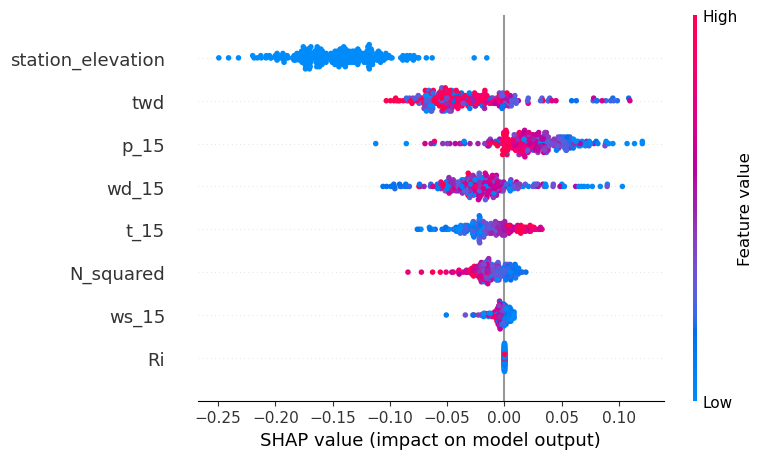 High
station_elevation
twd
p_15
wd_15
t_15
N_squared
ws_15
Ri
Feature value
Low
−0.25 −0.20 −0.15 −0.10 −0.05 0.00 0.05 0.10
SHAP value (impact on model output)